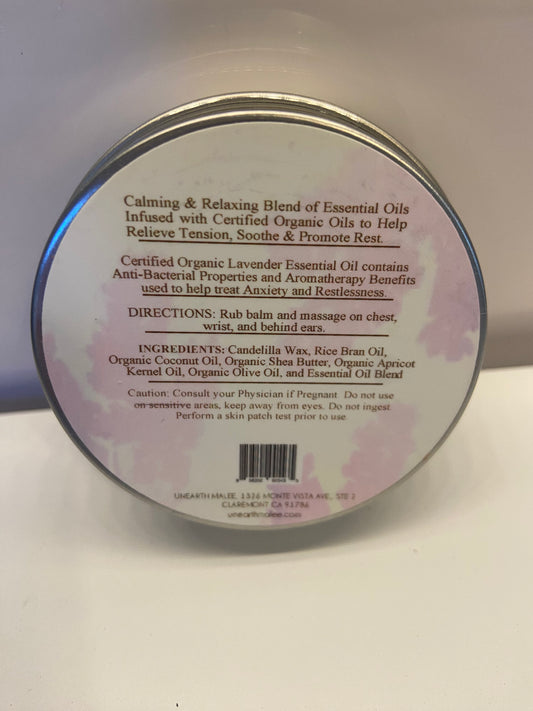 Calming & Relaxing Blend of Essential Oils
Infused with Certified Organic Oils to Help
Relieve Tension, Soothe & Promote Rest.
Certified Organic Lavender Essential Oil contains
Anti-Bacterial Properties and Aromatherapy Benefits
used to help treat Anxiety and Restlessness.
DIRECTIONS: Rub balm and massage on chest,
wrist, and behind ears.
INGREDIENTS: Candelilla Wax, Rice Bran Oil,
Organic Coconut Oil, Organic Shea Butter, Organic Apricot
Kernel Oil, Organic Olive Oil, and Essential Oil Blend
Caution: Consult your Physician if Pregnant. Do not use
on sensitive areas, keep away from eyes. Do not ingest.
Perform a skin patch test prior to use.
UNEARTH MALEE, 1326 MONTE VISTA AVE, STE 2
CLAREMONT CA 91786
unearthmalee.com